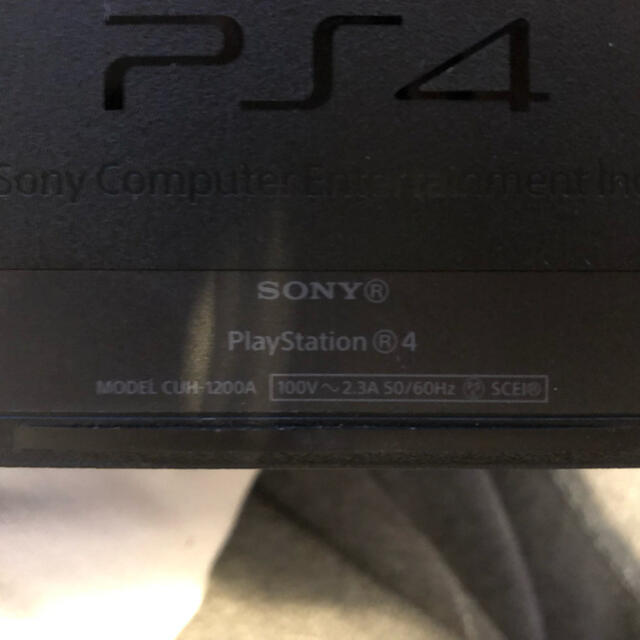 PS4
Sony Computer Entertainment Inc
SONY®
PlayStation®4
MODEL CUH-1200A 100V～2.3A 50/60Hz SCEI®